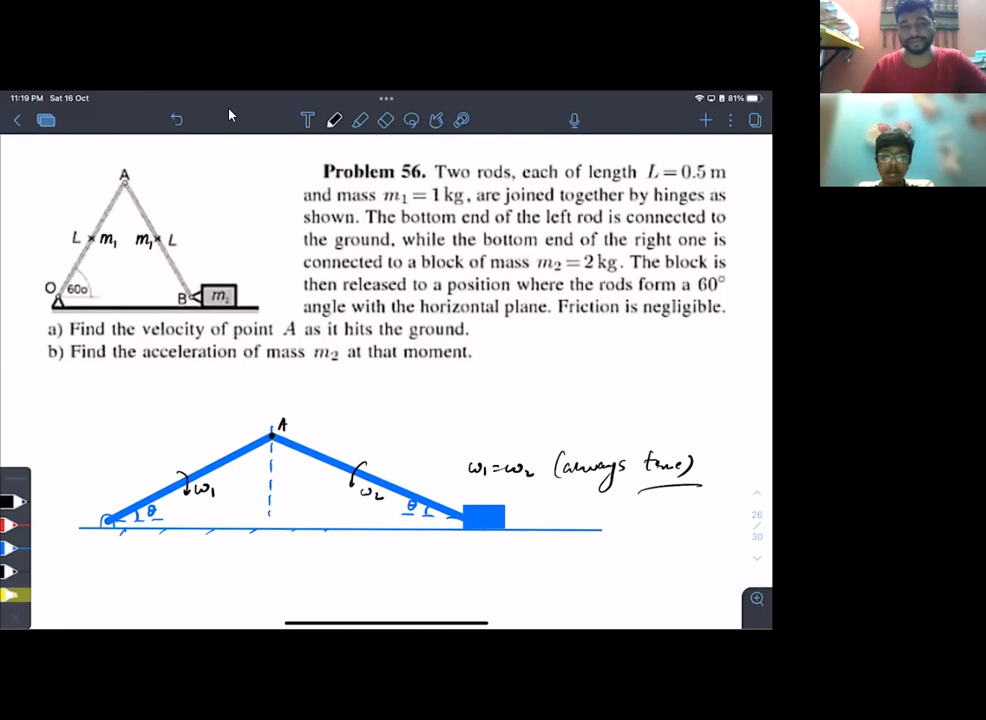 11:19 PM Sat 16 Oct
81%
Problem 56. Two rods, each of length L = 0.5 m
and mass m₁ = 1 kg, are joined together by hinges as
shown. The bottom end of the left rod is connected to
the ground, while the bottom end of the right one is
connected to a block of mass m₂ = 2 kg. The block is
then released to a position where the rods form a 60°
angle with the horizontal plane. Friction is negligible.
A
L m₁ m₁ L
O 60° B m₂
a) Find the velocity of point A as it hits the ground.
b) Find the acceleration of mass m₂ at that moment.
A
ω₁ = ω₂ (always true)
ω₁ ω₂
θ θ
26
/
30